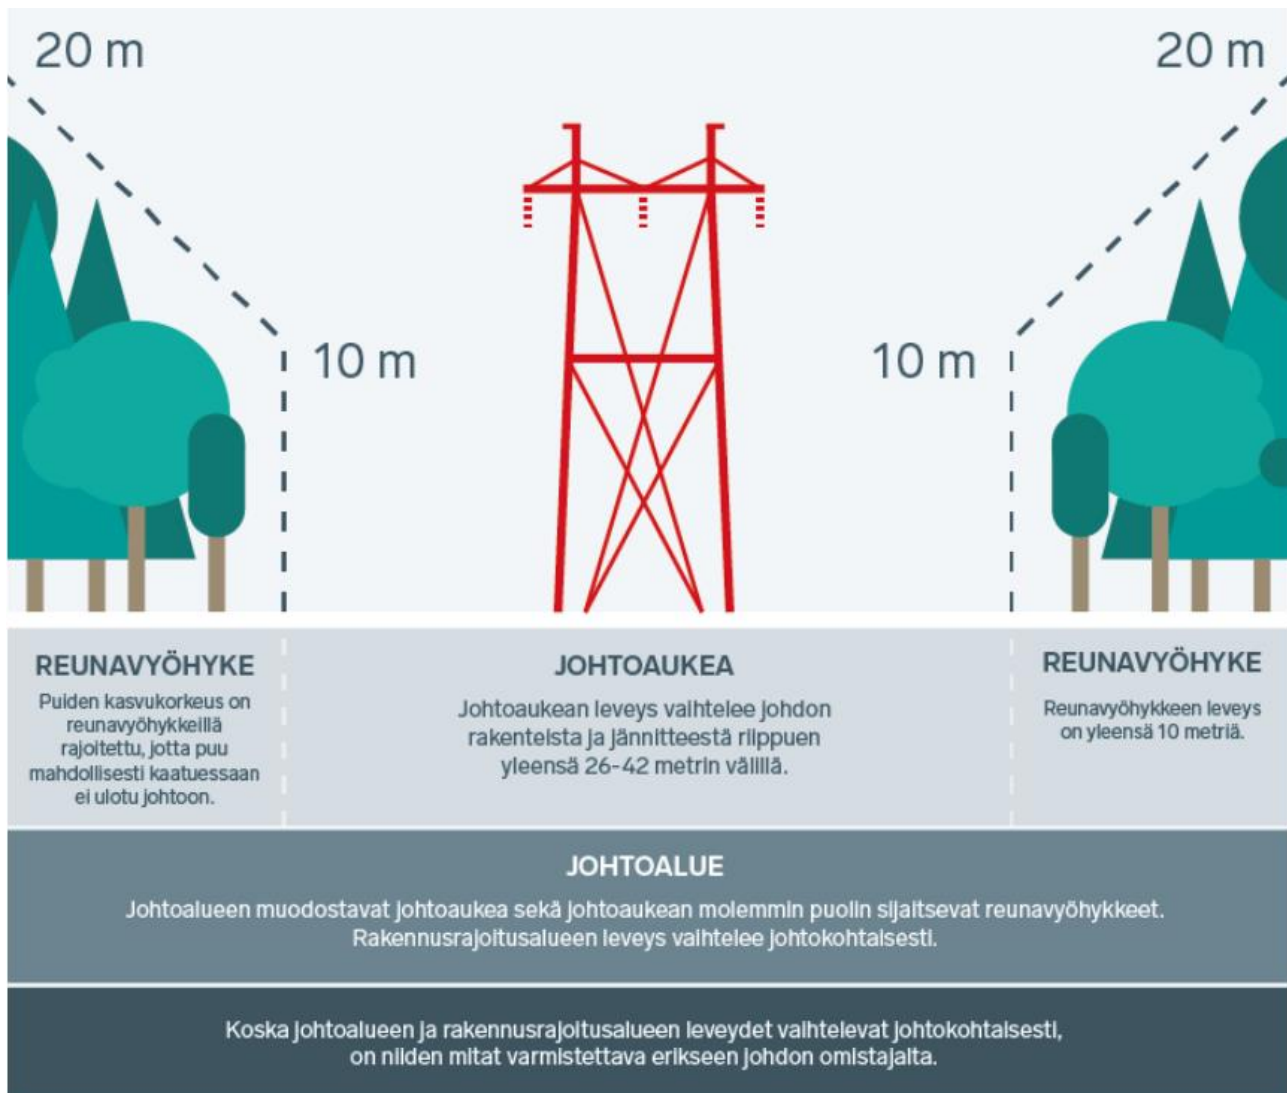 20 m
20 m
10 m
10 m
REUNAVYÖHYKE
Puiden kasvukorkeus on
reunavyöhykkeillä
rajoitettu, jotta puu
mahdollisesti kaatuessaan
ei ulotu johtoon.
JOHTOAUKEA
Johtoaukean leveys vaihtelee johdon
rakenteista ja jännitteestä riippuen
yleensä 26-42 metrin välillä.
REUNAVYÖHYKE
Reunavyöhykkeen leveys
on yleensä 10 metriä.
JOHTOALUE
Johtoalueen muodostavat johtoaukea sekä johtoaukean molemmin puolin sijaitsevat reunavyöhykkeet.
Rakennusrajoitusalueen leveys vaihtelee johtokohtaisesti.
Koska johtoalueen ja rakennusrajoitusalueen leveydet vaihtelevat johtokohtaisesti,
on niiden mitat varmistettava erikseen johdon omistajalta.